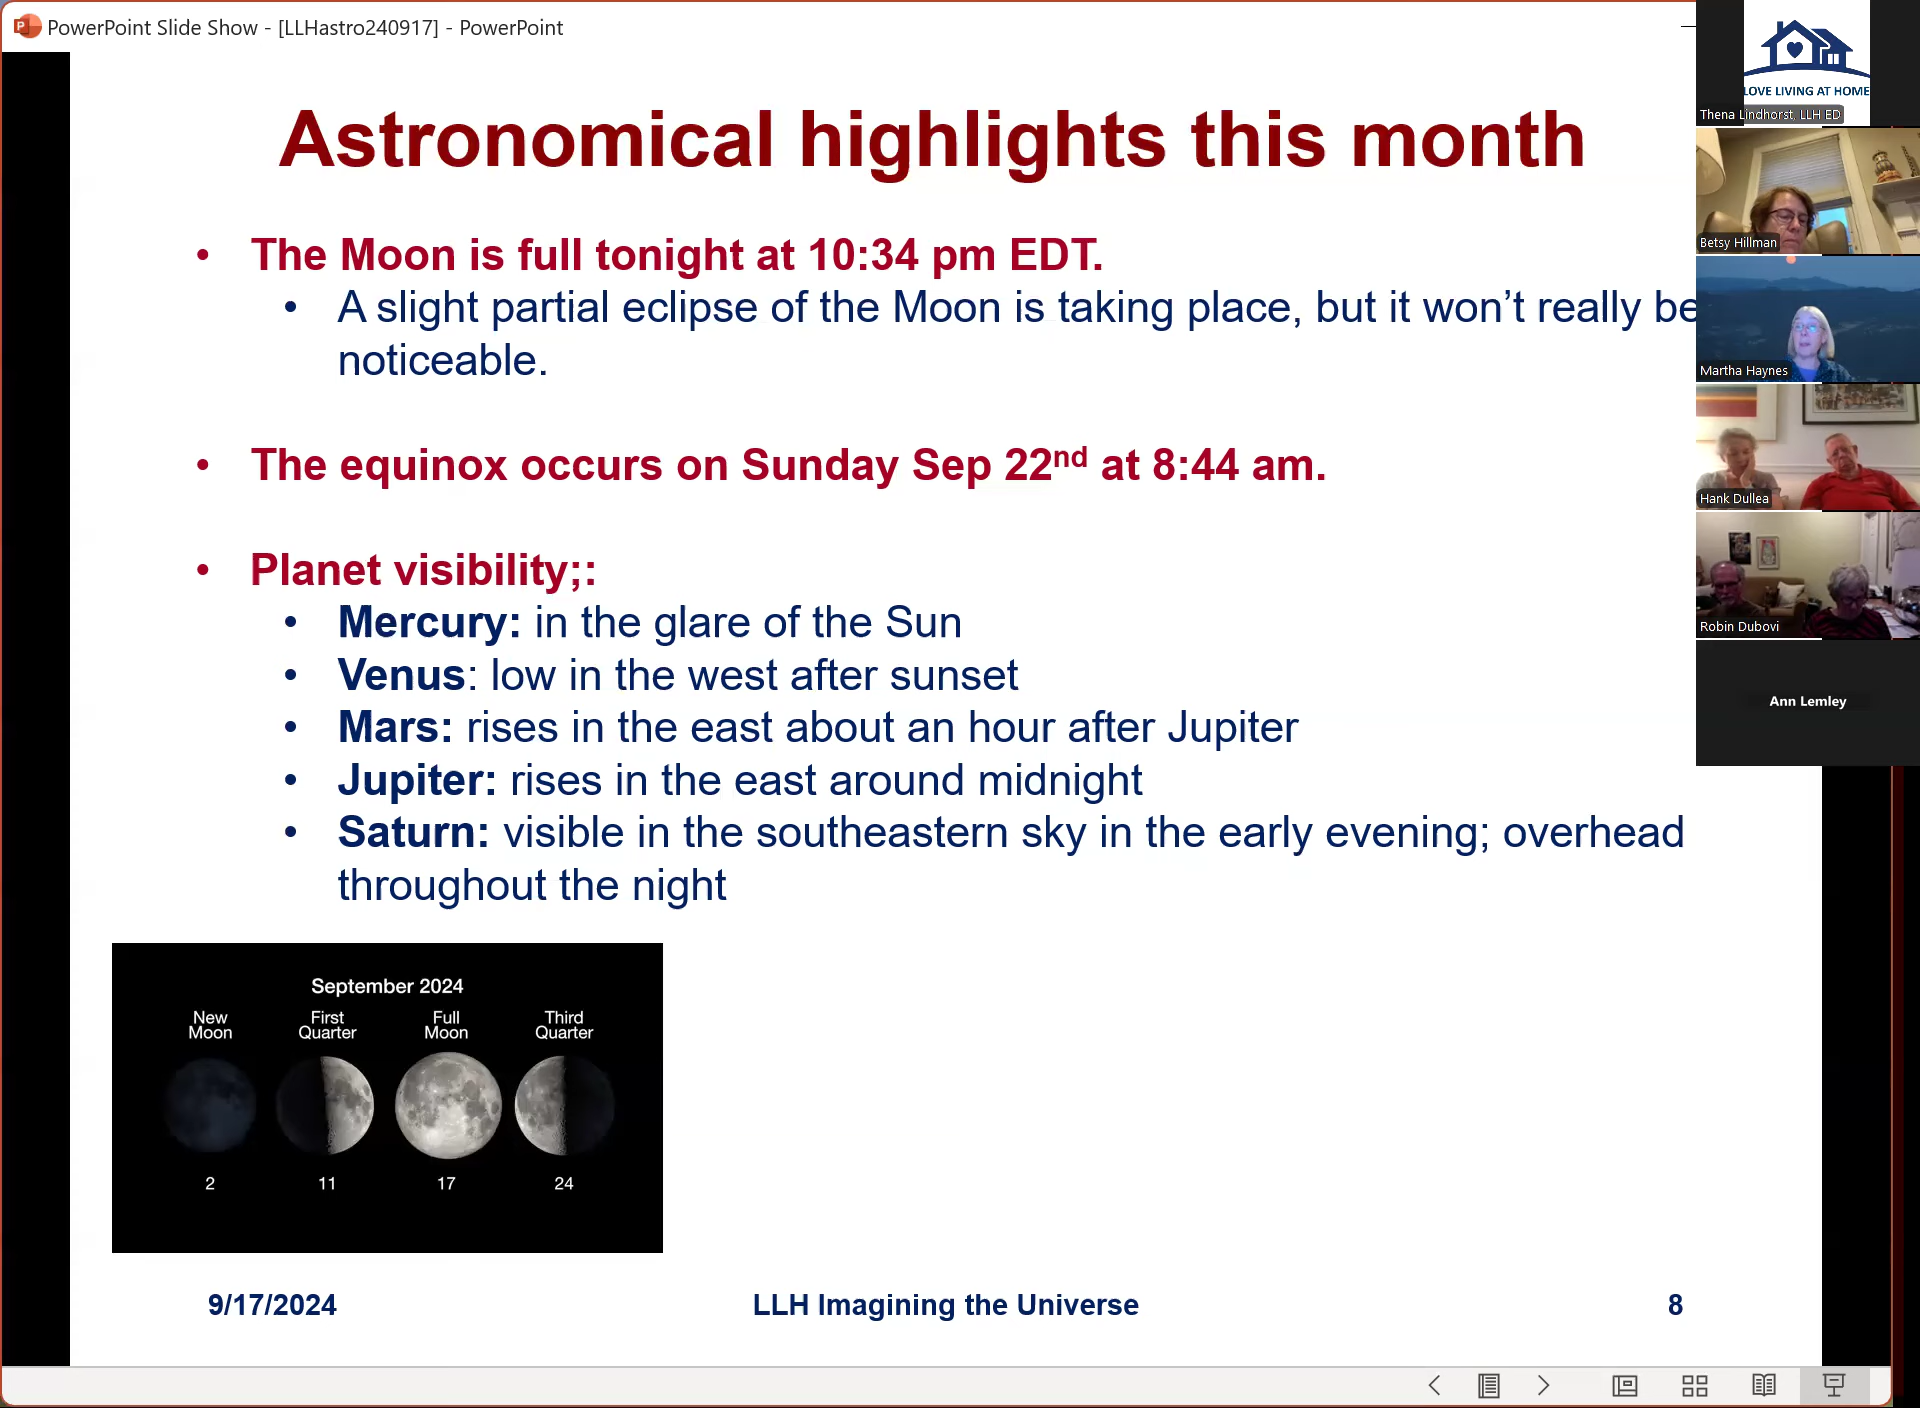 PowerPoint Slide Show - [LLHastro240917] - PowerPoint
Astronomical highlights this month
• The Moon is full tonight at 10:34 pm EDT.
• A slight partial eclipse of the Moon is taking place, but it won’t really be
noticeable.
• The equinox occurs on Sunday Sep 22nd at 8:44 am.
• Planet visibility;:
• Mercury: in the glare of the Sun
• Venus: low in the west after sunset
• Mars: rises in the east about an hour after Jupiter
• Jupiter: rises in the east around midnight
• Saturn: visible in the southeastern sky in the early evening; overhead
throughout the night
September 2024
New Moon
First Quarter
Full Moon
Third Quarter
2 11 17 24
9/17/2024 LLH Imagining the Universe 8
LOVE LIVING AT HOME
Thena Lindhorst, LLH ED
Betsy Hillman
Martha Haynes
Hank Dullea
Robin Dubovi
Ann Lemley